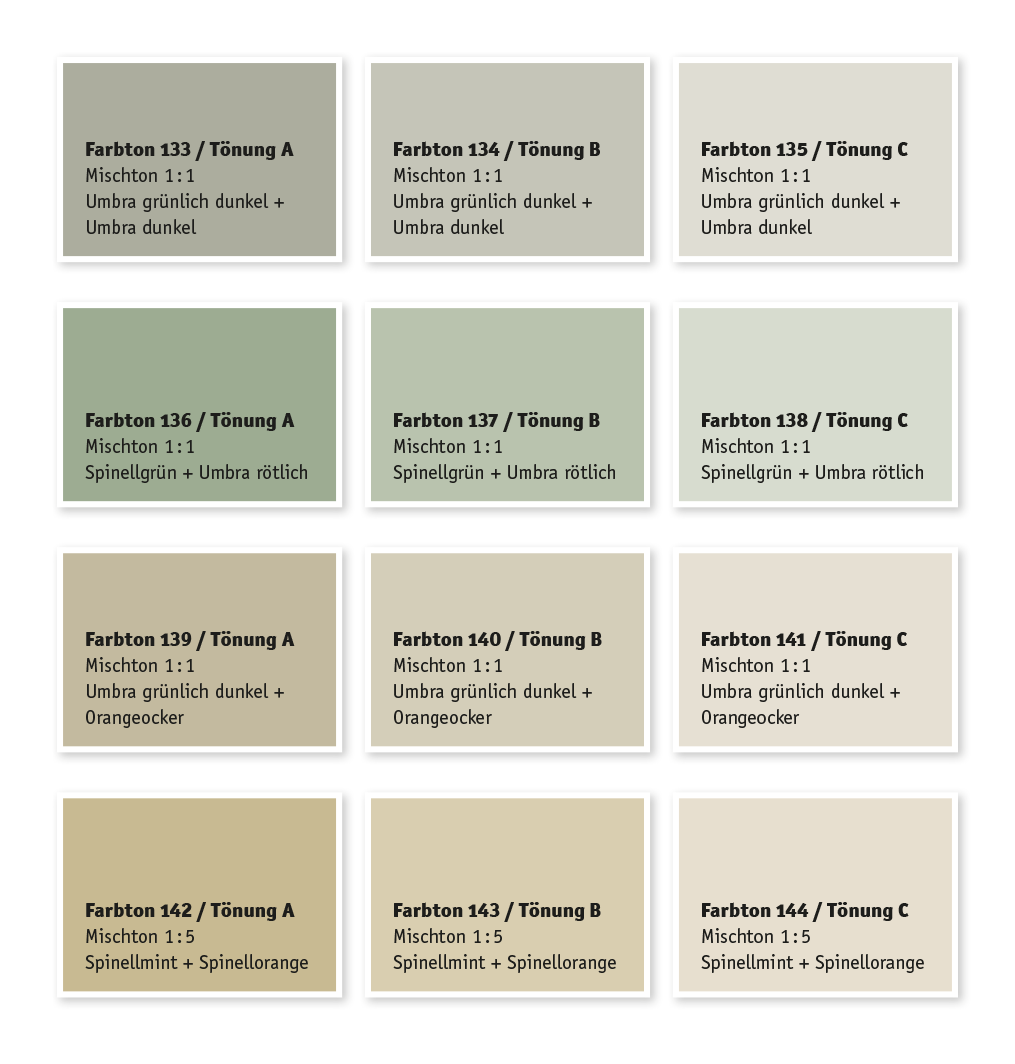 Farbton 133 / Tönung A
Mischton 1:1
Umbra grünlich dunkel +
Umbra dunkel
Farbton 134 / Tönung B
Mischton 1:1
Umbra grünlich dunkel +
Umbra dunkel
Farbton 135 / Tönung C
Mischton 1:1
Umbra grünlich dunkel +
Umbra dunkel
Farbton 136 / Tönung A
Mischton 1:1
Spinellgrün + Umbra rötlich
Farbton 137 / Tönung B
Mischton 1:1
Spinellgrün + Umbra rötlich
Farbton 138 / Tönung C
Mischton 1:1
Spinellgrün + Umbra rötlich
Farbton 139 / Tönung A
Mischton 1:1
Umbra grünlich dunkel +
Orangeocker
Farbton 140 / Tönung B
Mischton 1:1
Umbra grünlich dunkel +
Orangeocker
Farbton 141 / Tönung C
Mischton 1:1
Umbra grünlich dunkel +
Orangeocker
Farbton 142 / Tönung A
Mischton 1:5
Spinellmint + Spinellorange
Farbton 143 / Tönung B
Mischton 1:5
Spinellmint + Spinellorange
Farbton 144 / Tönung C
Mischton 1:5
Spinellmint + Spinellorange